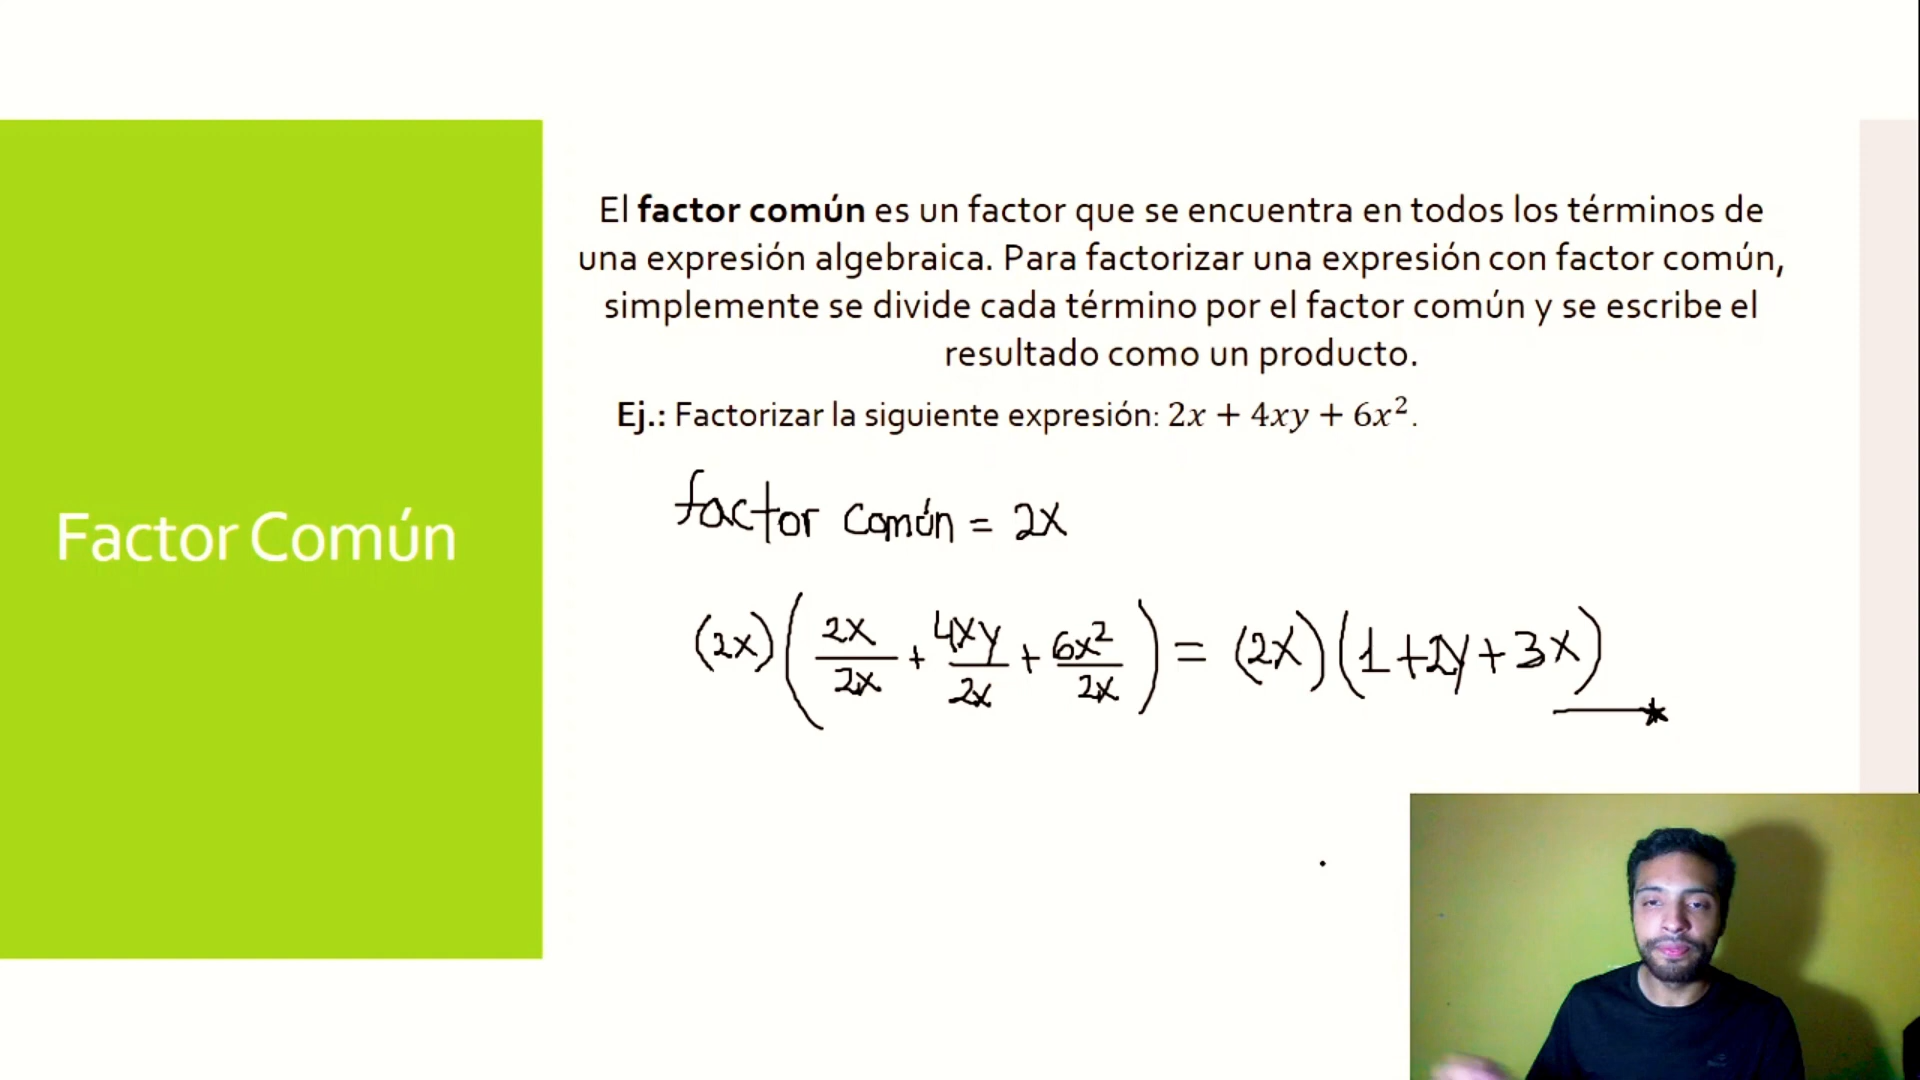 Factor Común
El factor común es un factor que se encuentra en todos los términos de
una expresión algebraica. Para factorizar una expresión con factor común,
simplemente se divide cada término por el factor común y se escribe el
resultado como un producto.
Ej.: Factorizar la siguiente expresión: 2x + 4xy + 6x².
factor común = 2x
(2x)(2x/2x + 4xy/2x + 6x²/2x) = (2x)(1+2y+3x)